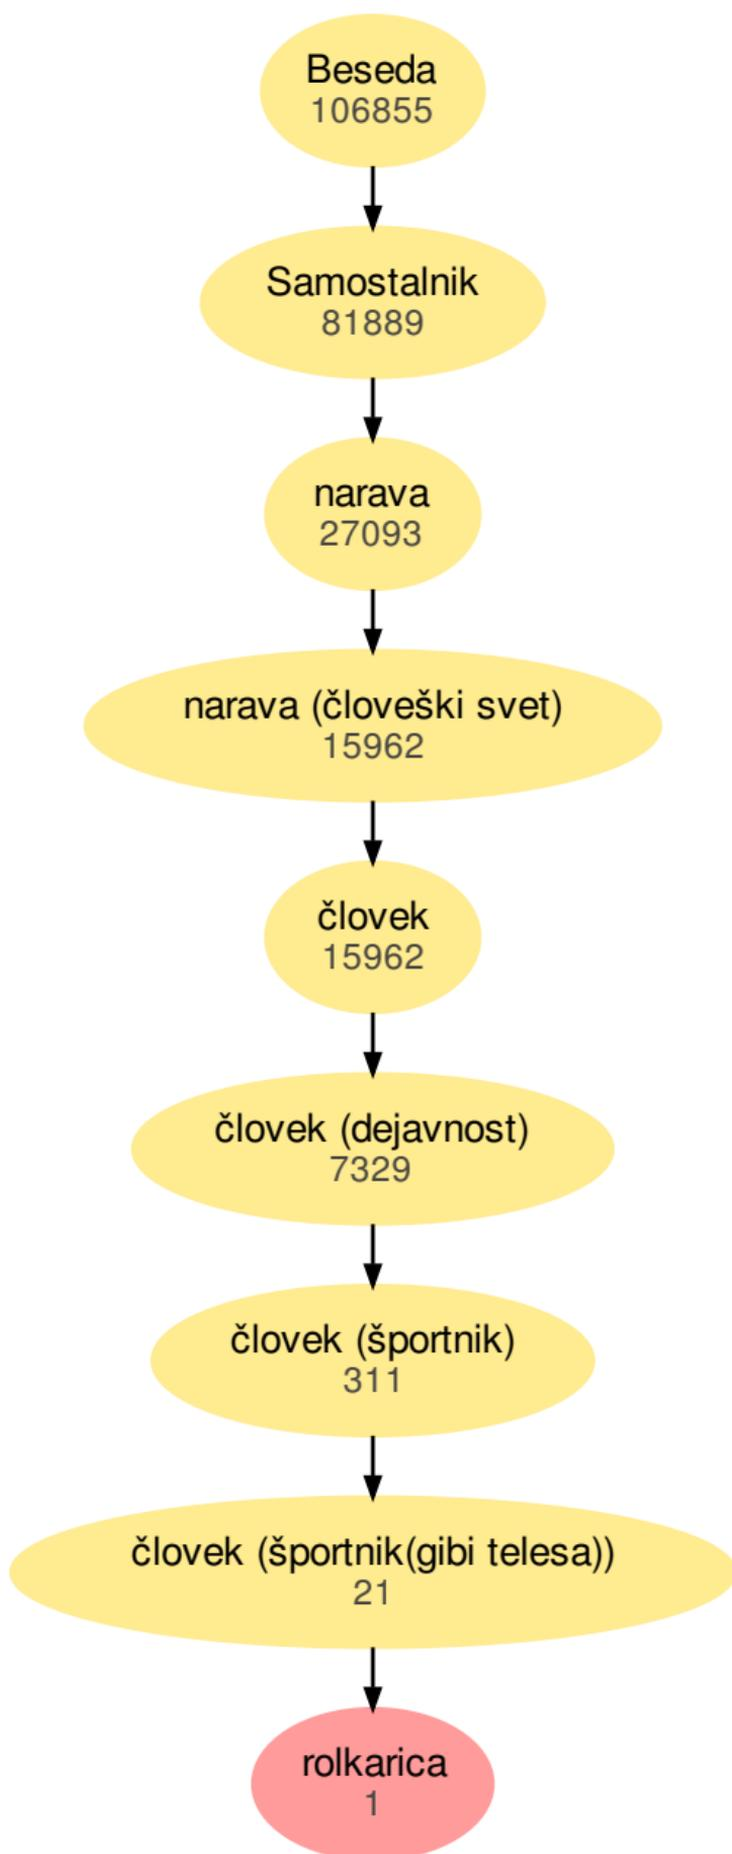 Beseda
106855
Samostalnik
81889
narava
27093
narava (človeški svet)
15962
človek
15962
človek (dejavnost)
7329
človek (športnik)
311
človek (športnik(gibi telesa))
21
rolkarica
1